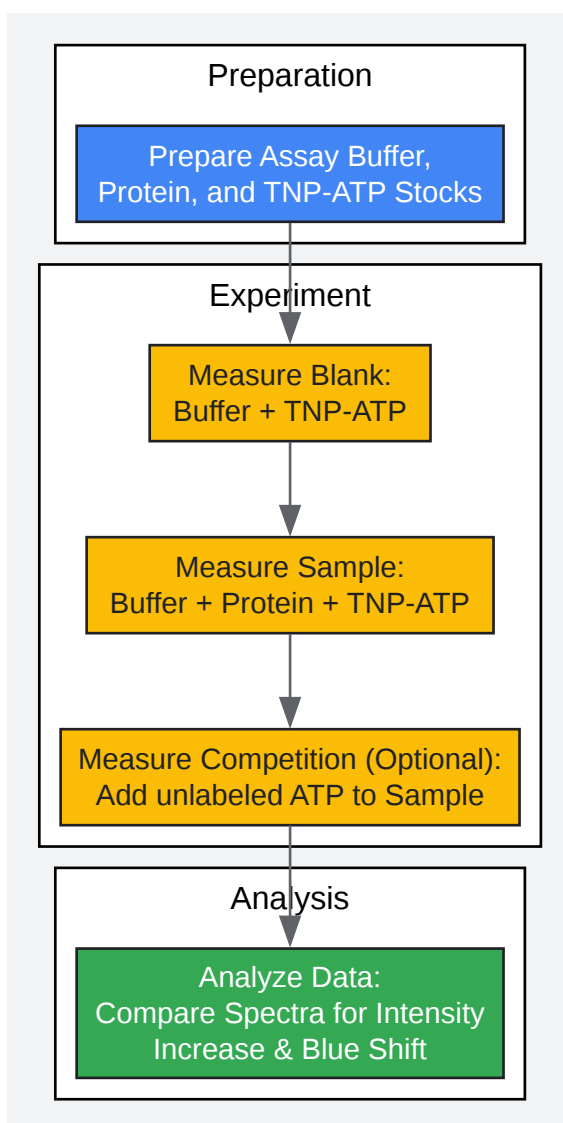 Preparation
Prepare Assay Buffer,
Protein, and TNP-ATP Stocks
Experiment
Measure Blank:
Buffer + TNP-ATP
Measure Sample:
Buffer + Protein + TNP-ATP
Measure Competition (Optional):
Add unlabeled ATP to Sample
Analysis
Analyze Data:
Compare Spectra for Intensity
Increase & Blue Shift